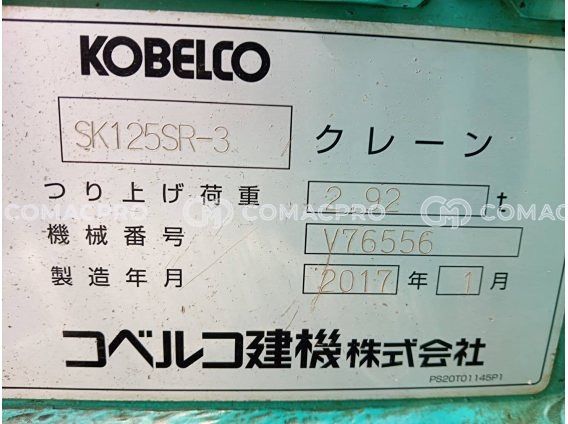 KOBELCO
SK125SR-3 クレーン
つり上げ荷重 2.92 t
COMACPRO COMACPRO COMACPRO
機械番号 V76556
製造年月 2017 年 1 月
コベルコ建機株式会社
PS20T01145P1